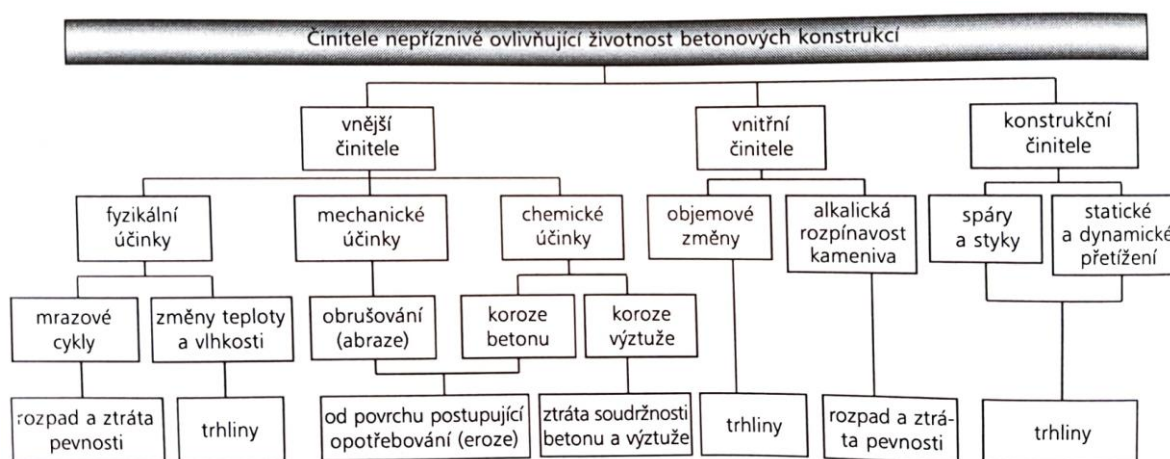 Činitele nepříznivě ovlivňující životnost betonových konstrukcí
vnější
činitele
vnitřní
činitele
konstrukční
činitele
fyzikální
účinky
mechanické
účinky
chemické
účinky
objemové
změny
alkalická
rozpínavost
kameniva
spáry
a styky
statické
a dynamické
přetížení
mrazové
cykly
změny teploty
a vlhkosti
obrušování
(abraze)
koroze
betonu
koroze
výztuže
rozpad a ztráta
pevnosti
trhliny
od povrchu postupující
opotřebování (eroze)
ztráta soudržnosti
betonu a výztuže
trhliny
rozpad a ztrá-
ta pevnosti
trhliny